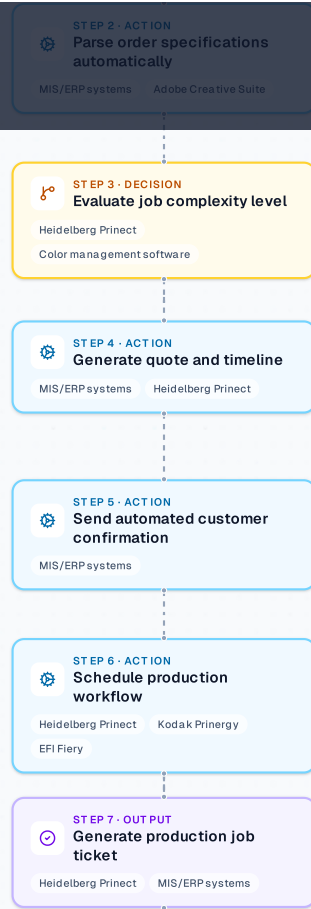 STEP 2 · ACTION
Parse order specifications
automatically
MIS/ERP systems
Adobe Creative Suite
STEP 3 · DECISION
Evaluate job complexity level
Heidelberg Prinect
Color management software
STEP 4 · ACTION
Generate quote and timeline
MIS/ERP systems
Heidelberg Prinect
STEP 5 · ACTION
Send automated customer
confirmation
MIS/ERP systems
STEP 6 · ACTION
Schedule production
workflow
Heidelberg Prinect
Kodak Prinergy
EFI Fiery
STEP 7 · OUTPUT
Generate production job
ticket
Heidelberg Prinect
MIS/ERP systems